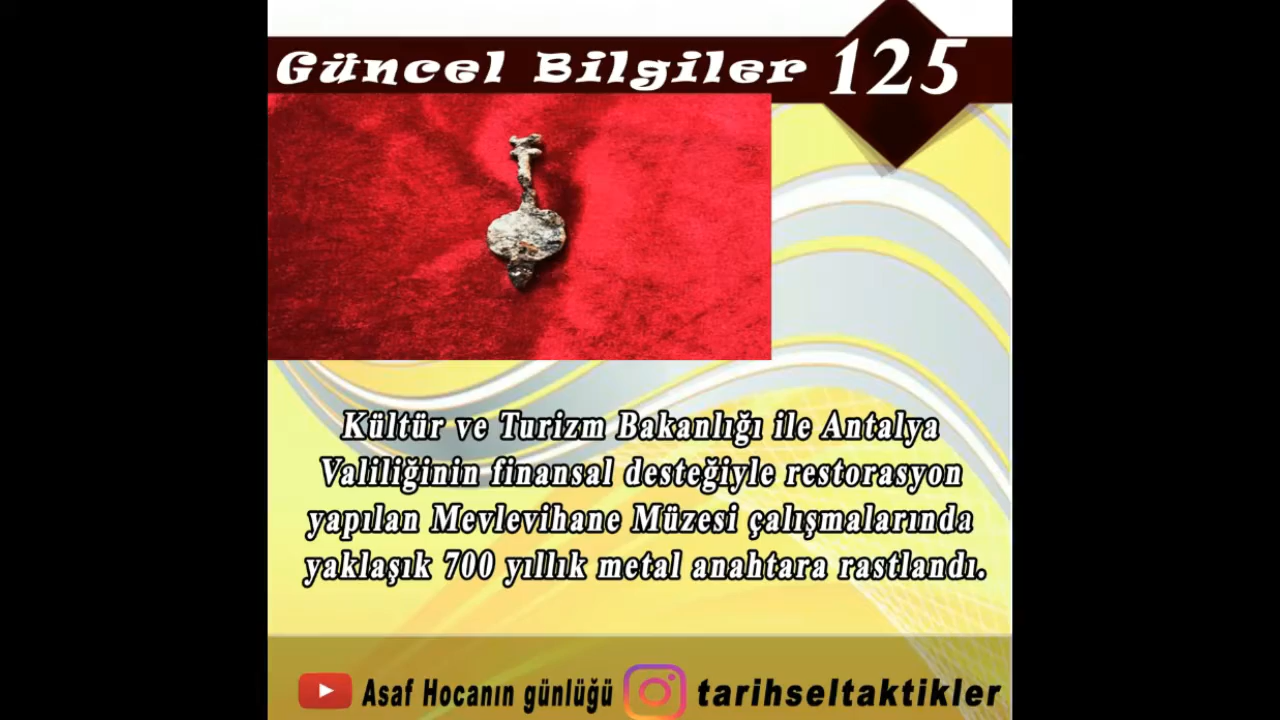 Güncel Bilgiler 125
Kültür ve Turizm Bakanlığı ile Antalya
Valiliğinin finansal desteğiyle restorasyon
yapılan Mevlevihane Müzesi çalışmalarında
yaklaşık 700 yıllık metal anahtara rastlandı.
Asaf Hocanın günlüğü tarihseltaktikler